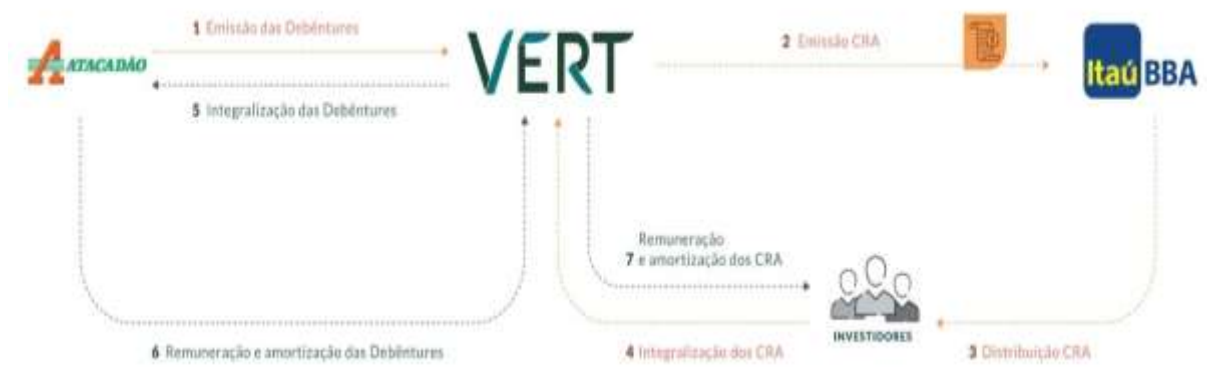 1 Emissão das Debêntures
ATACADÃO
VERT
2 Emissão CRA
Itaú BBA
5 Integralização das Debêntures
Remuneração
7 e amortização dos CRA
INVESTIDORES
6 Remuneração e amortização das Debêntures
4 Integralização dos CRA
3 Distribuição CRA